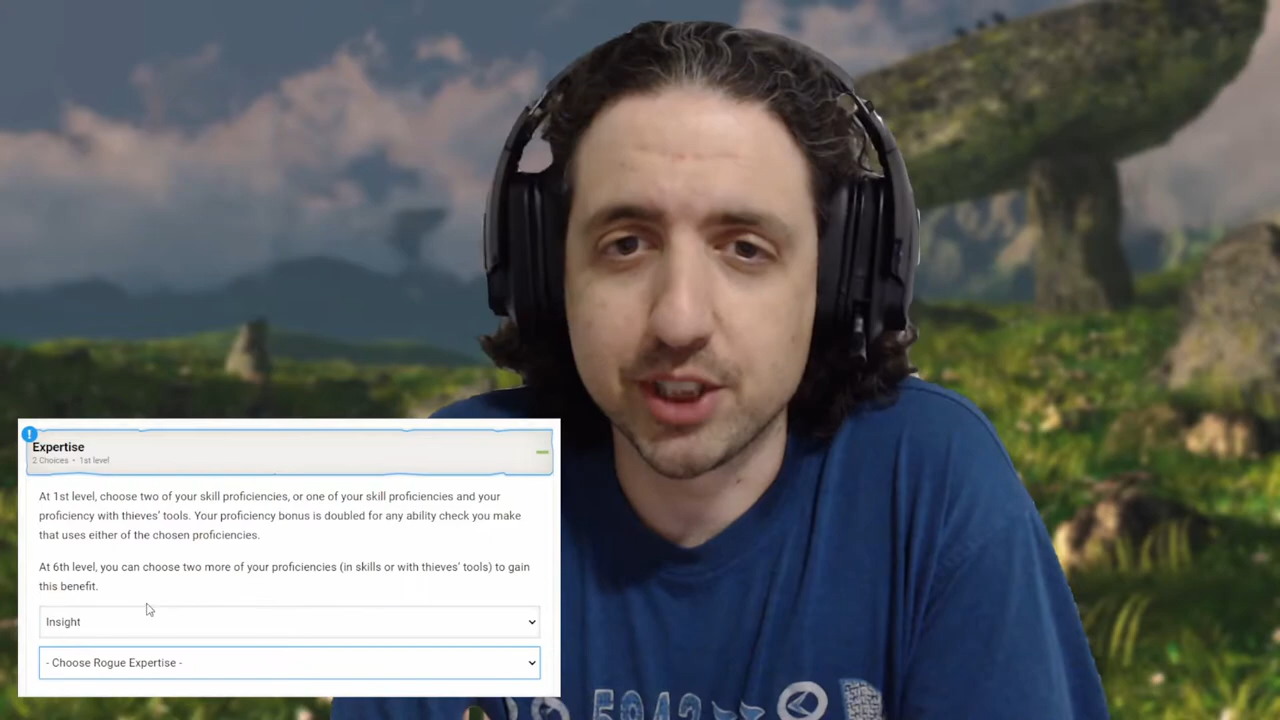 Expertise
2 Choices • 1st level
At 1st level, choose two of your skill proficiencies, or one of your skill proficiencies and your
proficiency with thieves' tools. Your proficiency bonus is doubled for any ability check you make
that uses either of the chosen proficiencies.
At 6th level, you can choose two more of your proficiencies (in skills or with thieves' tools) to gain
this benefit.
Insight
- Choose Rogue Expertise -
5942